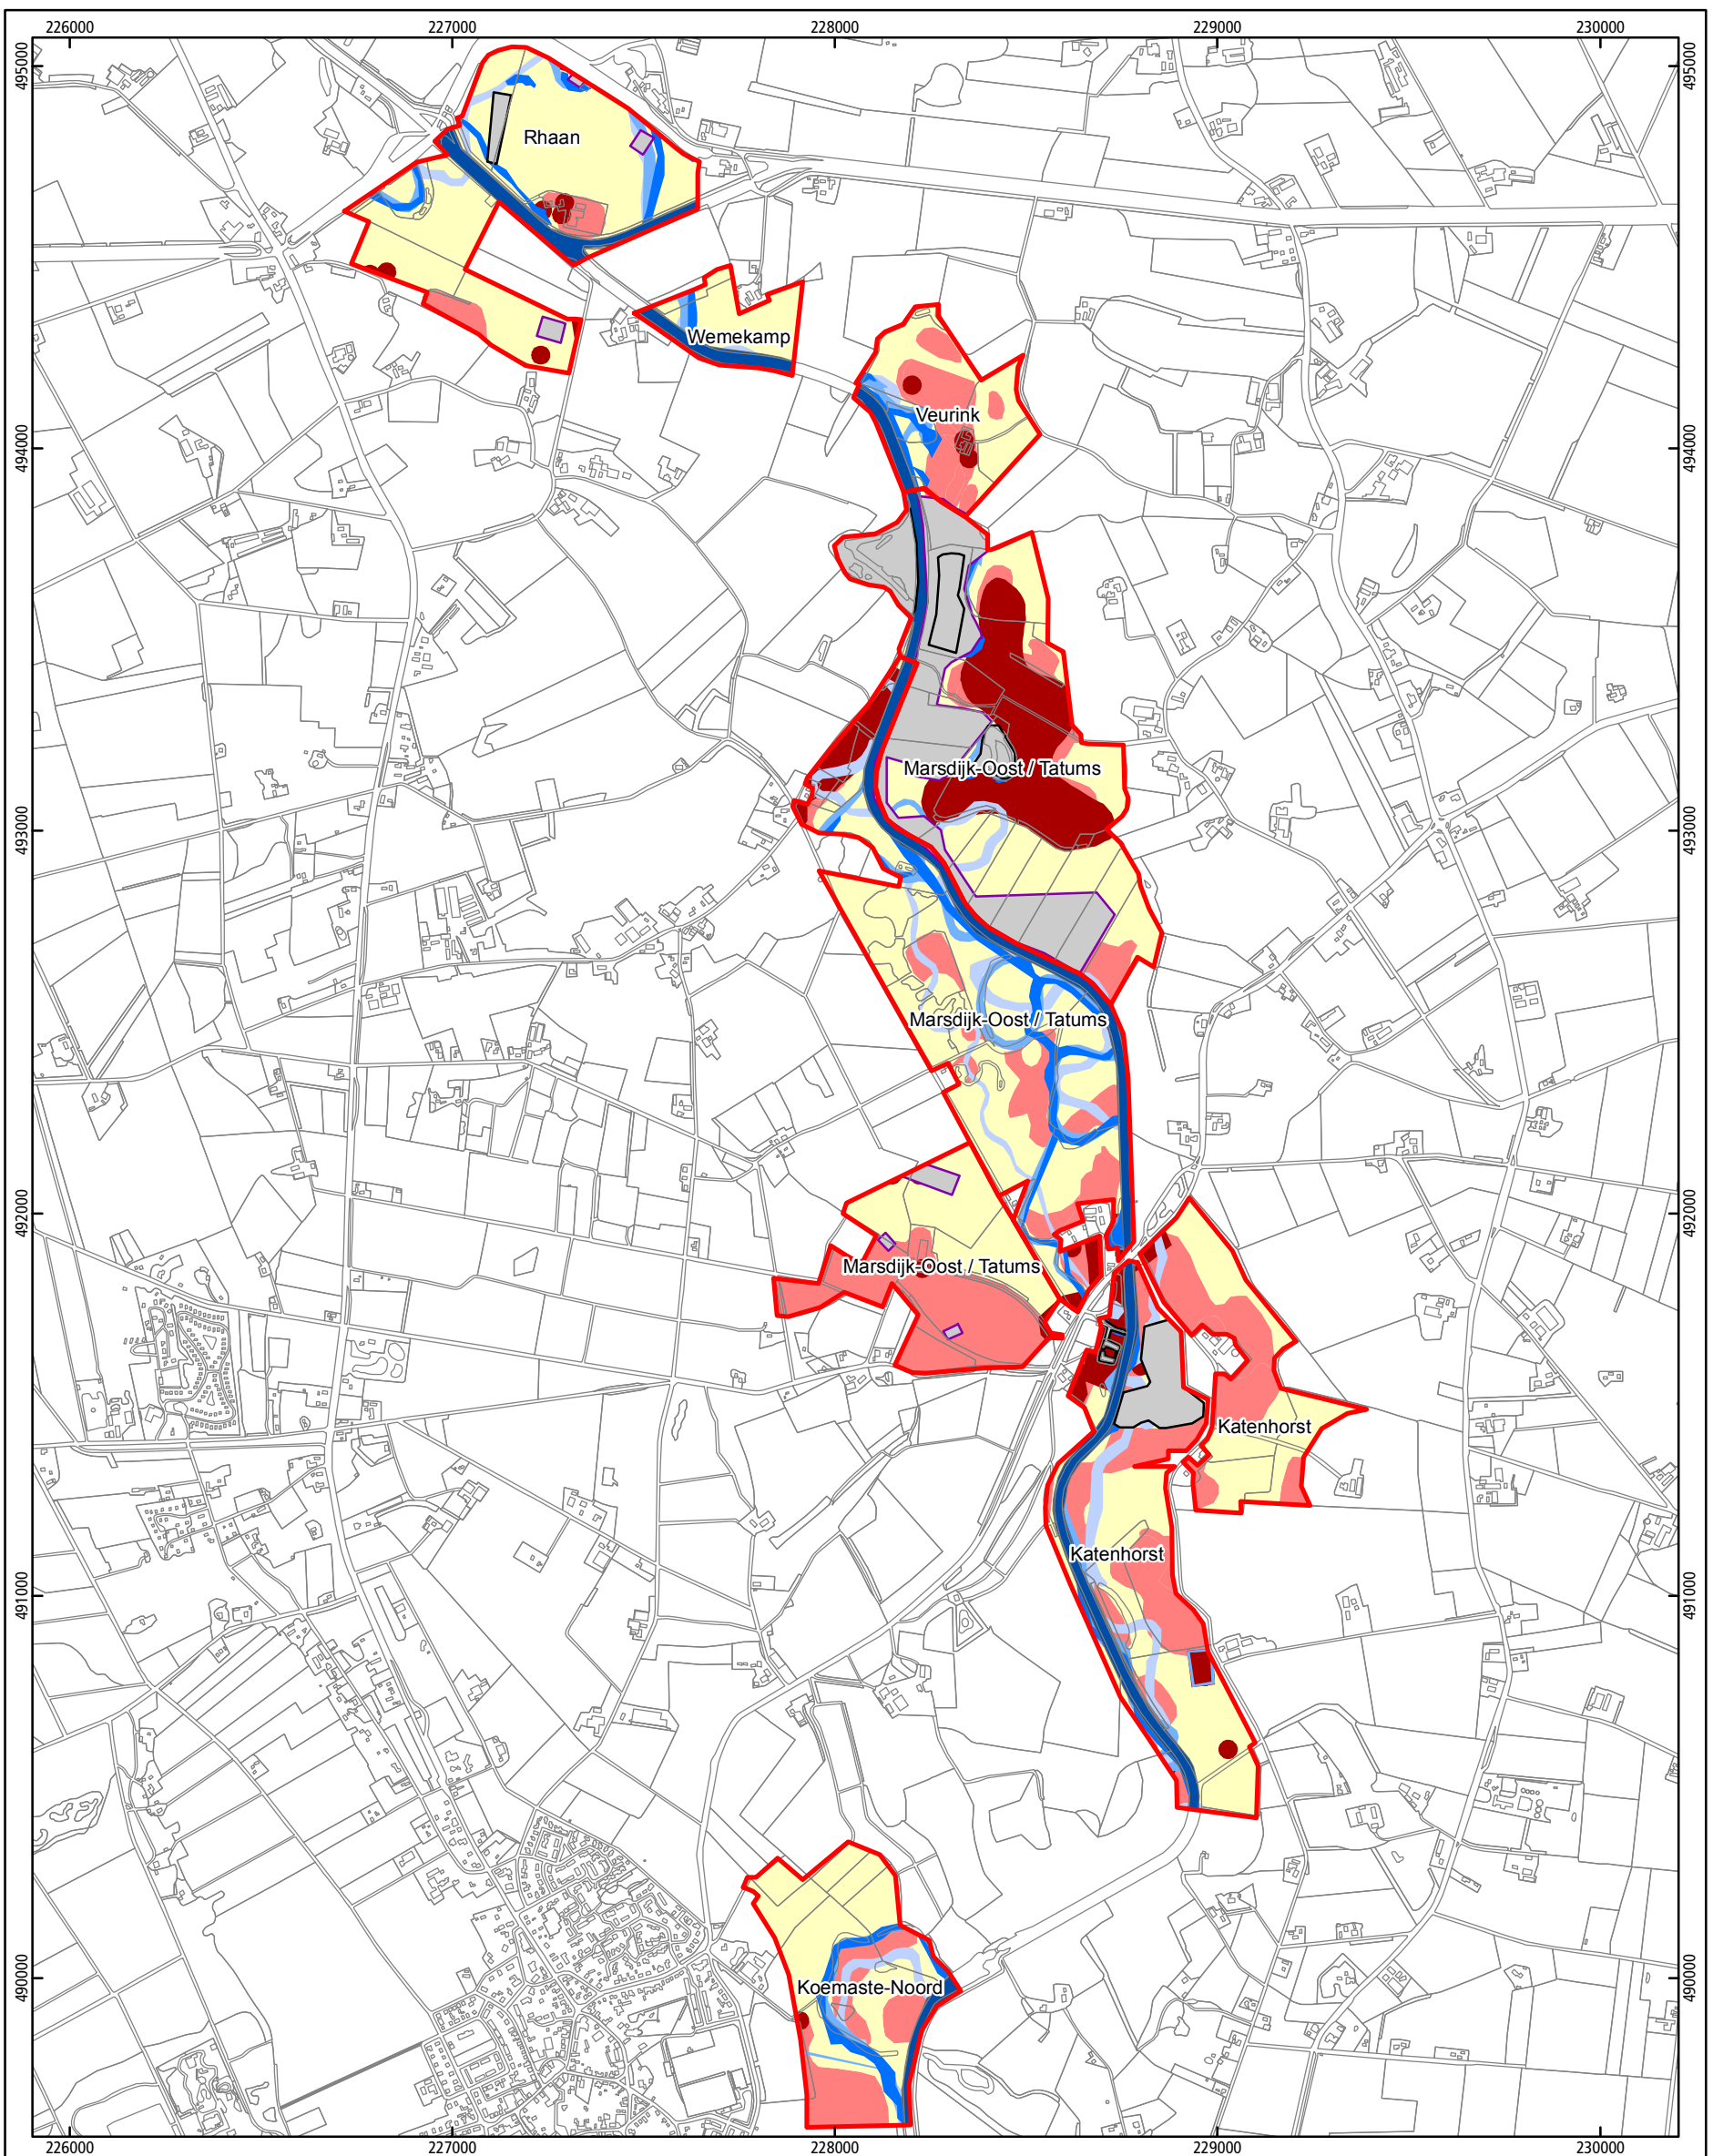 226000
227000
228000
229000
230000
495000
495000
Rhaan
Wemekamp
Veurink
494000
494000
Marsdijk-Oost / Tatums
493000
493000
Marsdijk-Oost / Tatums
492000
492000
Marsdijk-Oost / Tatums
Katenhorst
Katenhorst
491000
491000
490000
490000
Koemaste-Noord
226000
227000
228000
229000
230000